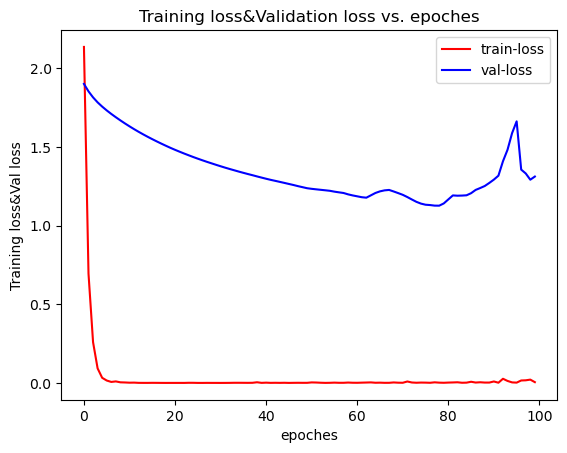 Training loss&Validation loss vs. epoches
train-loss
val-loss
Training loss&Val loss
2.0
1.5
1.0
0.5
0.0
0
20
40
60
80
100
epoches